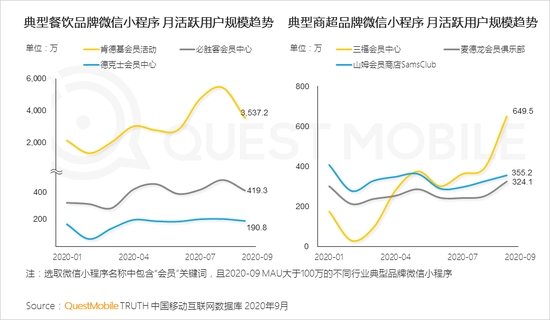 典型餐饮品牌微信小程序 月活跃用户规模趋势
单位：万
肯德基会员活动
必胜客会员中心
德克士会员中心
6,000
4,000
2,000
400
200
3,537.2
419.3
190.8
2020-01
2020-04
2020-07
2020-09
典型商超品牌微信小程序 月活跃用户规模趋势
单位：万
三福会员中心
麦德龙会员俱乐部
山姆会员商店SamsClub
800
600
400
200
0
649.5
355.2
324.1
2020-01
2020-04
2020-07
2020-09
QUEST MOBILE
注：选取微信小程序名称中包含“会员”关键词，且2020-09 MAU大于100万的不同行业典型品牌微信小程序
Source：QuestMobile TRUTH 中国移动互联网数据库 2020年9月